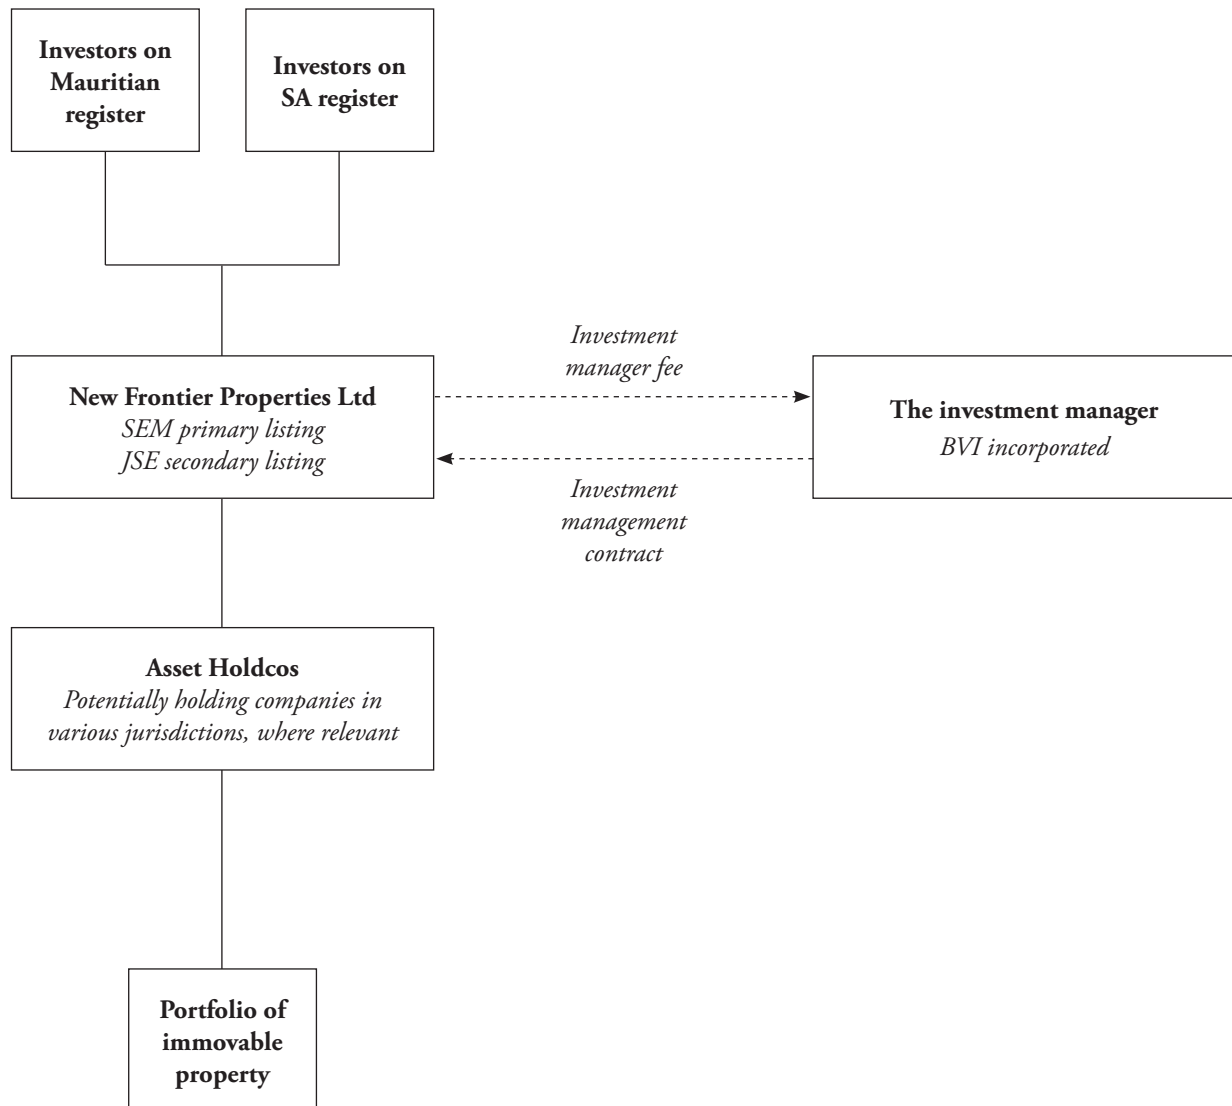 Investors on
Mauritian
register
Investors on
SA register
Investment
manager fee
New Frontier Properties Ltd
SEM primary listing
JSE secondary listing
The investment manager
BVI incorporated
Investment
management
contract
Asset Holdcos
Potentially holding companies in
various jurisdictions, where relevant
Portfolio of
immovable
property